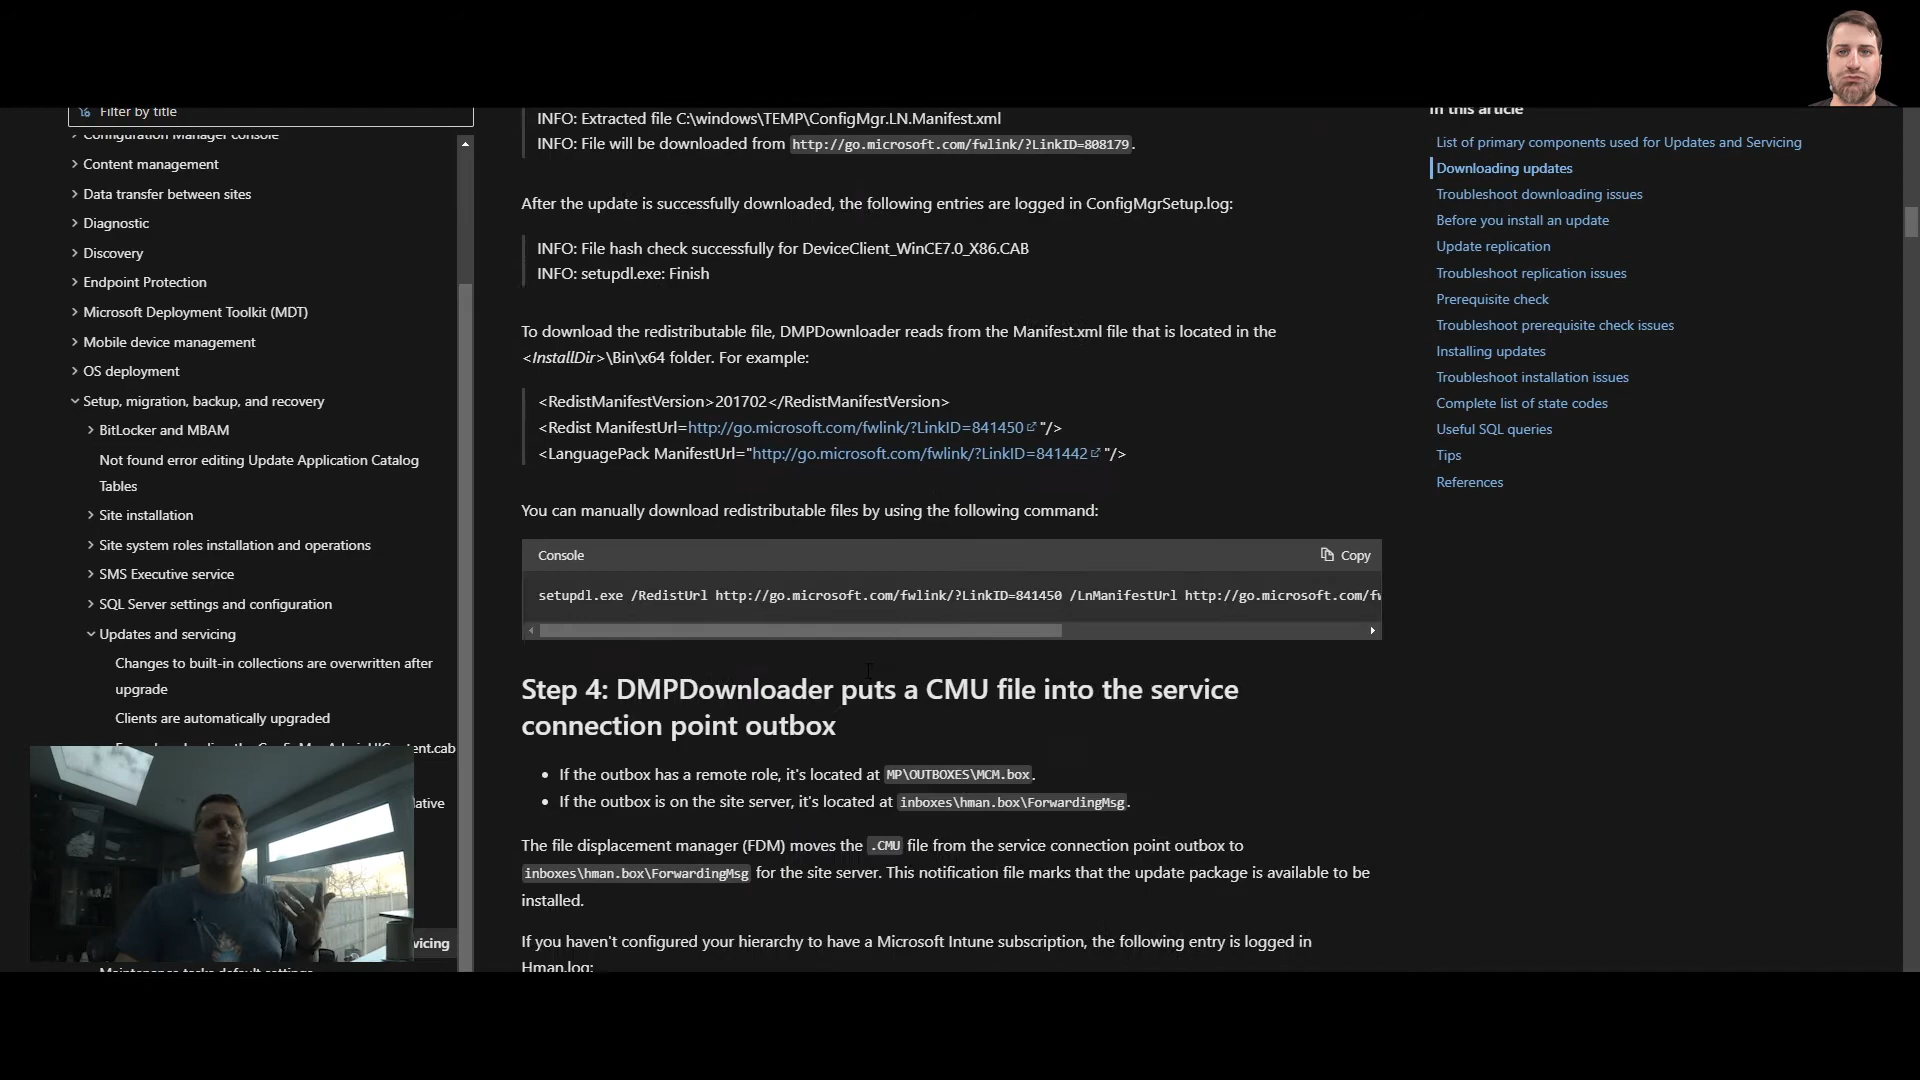 Filter by title
Configuration Manager console
Content management
Data transfer between sites
Diagnostic
Discovery
Endpoint Protection
Microsoft Deployment Toolkit (MDT)
Mobile device management
OS deployment
Setup, migration, backup, and recovery
BitLocker and MBAM
Not found error editing Update Application Catalog
Tables
Site installation
Site system roles installation and operations
SMS Executive service
SQL Server settings and configuration
Updates and servicing
Changes to built-in collections are overwritten after
upgrade
Clients are automatically upgraded
ent.cab
lative
vicing
Maintenance tasks default settings
INFO: Extracted file C:\windows\TEMP\ConfigMgr.LN.Manifest.xml
INFO: File will be downloaded from http://go.microsoft.com/fwlink/?LinkID=808179.
After the update is successfully downloaded, the following entries are logged in ConfigMgrSetup.log:
INFO: File hash check successfully for DeviceClient_WinCE7.0_X86.CAB
INFO: setupdl.exe: Finish
To download the redistributable file, DMPDownloader reads from the Manifest.xml file that is located in the
<InstallDir>\Bin\x64 folder. For example:
<RedistManifestVersion>201702</RedistManifestVersion>
<Redist ManifestUrl=http://go.microsoft.com/fwlink/?LinkID=841450 "/>
<LanguagePack ManifestUrl="http://go.microsoft.com/fwlink/?LinkID=841442 "/>
You can manually download redistributable files by using the following command:
Console
Copy
setupdl.exe /RedistUrl http://go.microsoft.com/fwlink/?LinkID=841450 /LnManifestUrl http://go.microsoft.com/fw
Step 4: DMPDownloader puts a CMU file into the service
connection point outbox
• If the outbox has a remote role, it's located at MP\OUTBOXES\MCM.box.
• If the outbox is on the site server, it's located at inboxes\hman.box\ForwardingMsg.
The file displacement manager (FDM) moves the .CMU file from the service connection point outbox to
inboxes\hman.box\ForwardingMsg for the site server. This notification file marks that the update package is available to be
installed.
If you haven't configured your hierarchy to have a Microsoft Intune subscription, the following entry is logged in
Hman.log:
In this article
List of primary components used for Updates and Servicing
Downloading updates
Troubleshoot downloading issues
Before you install an update
Update replication
Troubleshoot replication issues
Prerequisite check
Troubleshoot prerequisite check issues
Installing updates
Troubleshoot installation issues
Complete list of state codes
Useful SQL queries
Tips
References